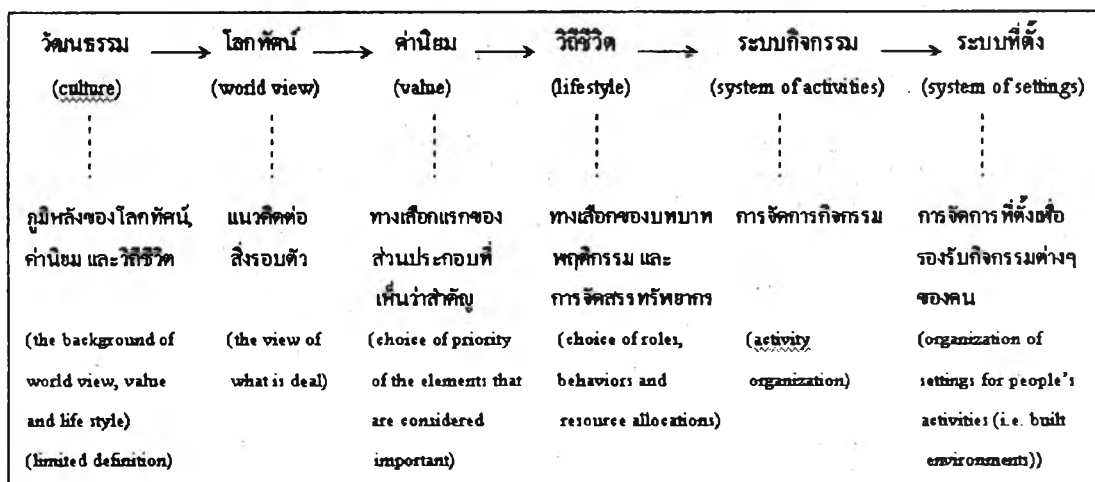 วัฒนธรรม → โลกทัศน์ → ค่านิยม → วิถีชีวิต → ระบบกิจกรรม → ระบบที่ตั้ง
(culture) (world view) (value) (lifestyle) (system of activities) (system of settings)
ภูมิหลังของโลกทัศน์, แนวคิดต่อ ทางเลือกแรกของ ทางเลือกของบทบาท การจัดการกิจกรรม การจัดการที่ตั้งเพื่อ
ค่านิยม และวิถีชีวิต สิ่งรอบตัว ส่วนประกอบที่ พฤติกรรม และ รองรับกิจกรรมต่างๆ
เห็นว่าสำคัญ การจัดสรรทรัพยากร ของคน
(the background of (the view of (choice of priority (choice of roles, (activity (organization of
world view, value what is deal) of the elements that behaviors and organization) settings for people's
and life style) are considered resource allocations) activities (i.e. built
(limited definition) important) environments))